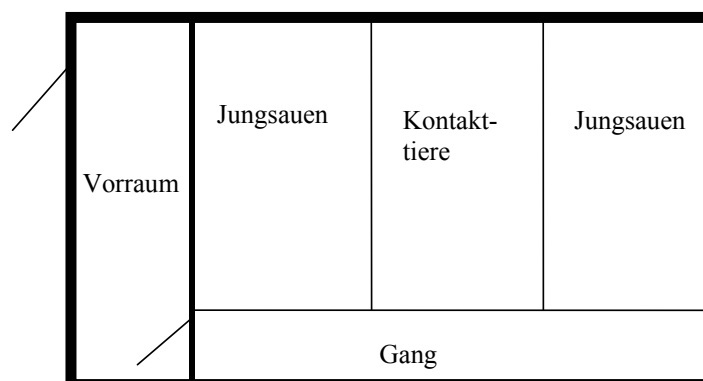 Jungsauen
Kontakt-
tiere
Jungsauen
Vorraum
Gang